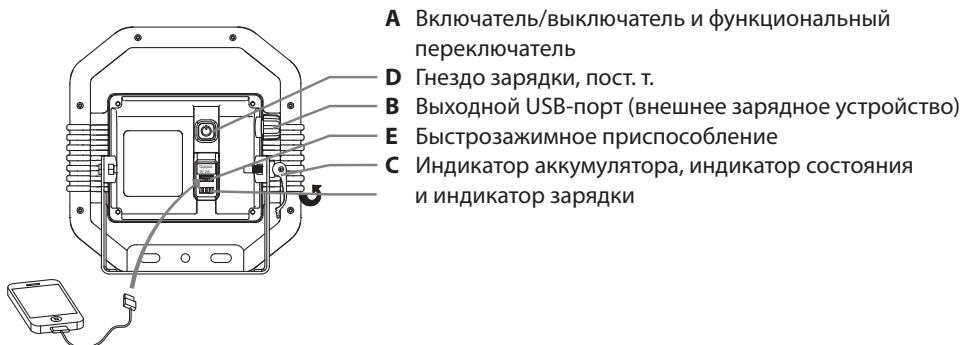 A Включатель/выключатель и функциональный
переключатель
D Гнездо зарядки, пост. т.
B Выходной USB-порт (внешнее зарядное устройство)
E Быстрозажимное приспособление
C Индикатор аккумулятора, индикатор состояния
и индикатор зарядки
Output